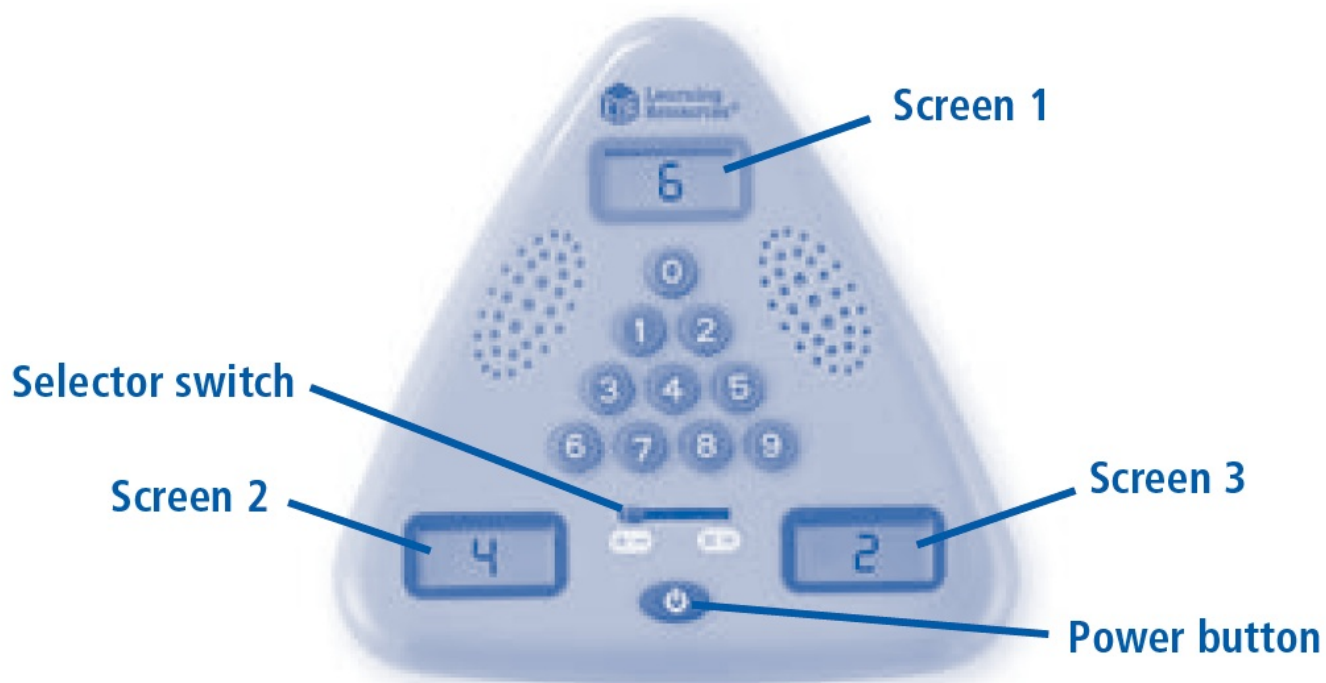 Learning
Resources®
Screen 1
6
0
1 2
Selector switch
3 4 5
6 7 8 9
Screen 2
Screen 3
4
2
Power button